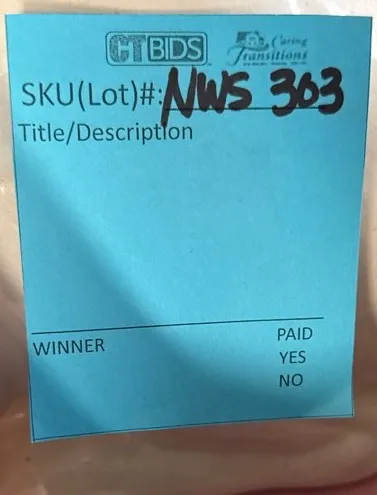 CTBIDS Caring Transitions
SKU(Lot)#: NWS 303
Title/Description
WINNER PAID
YES
NO